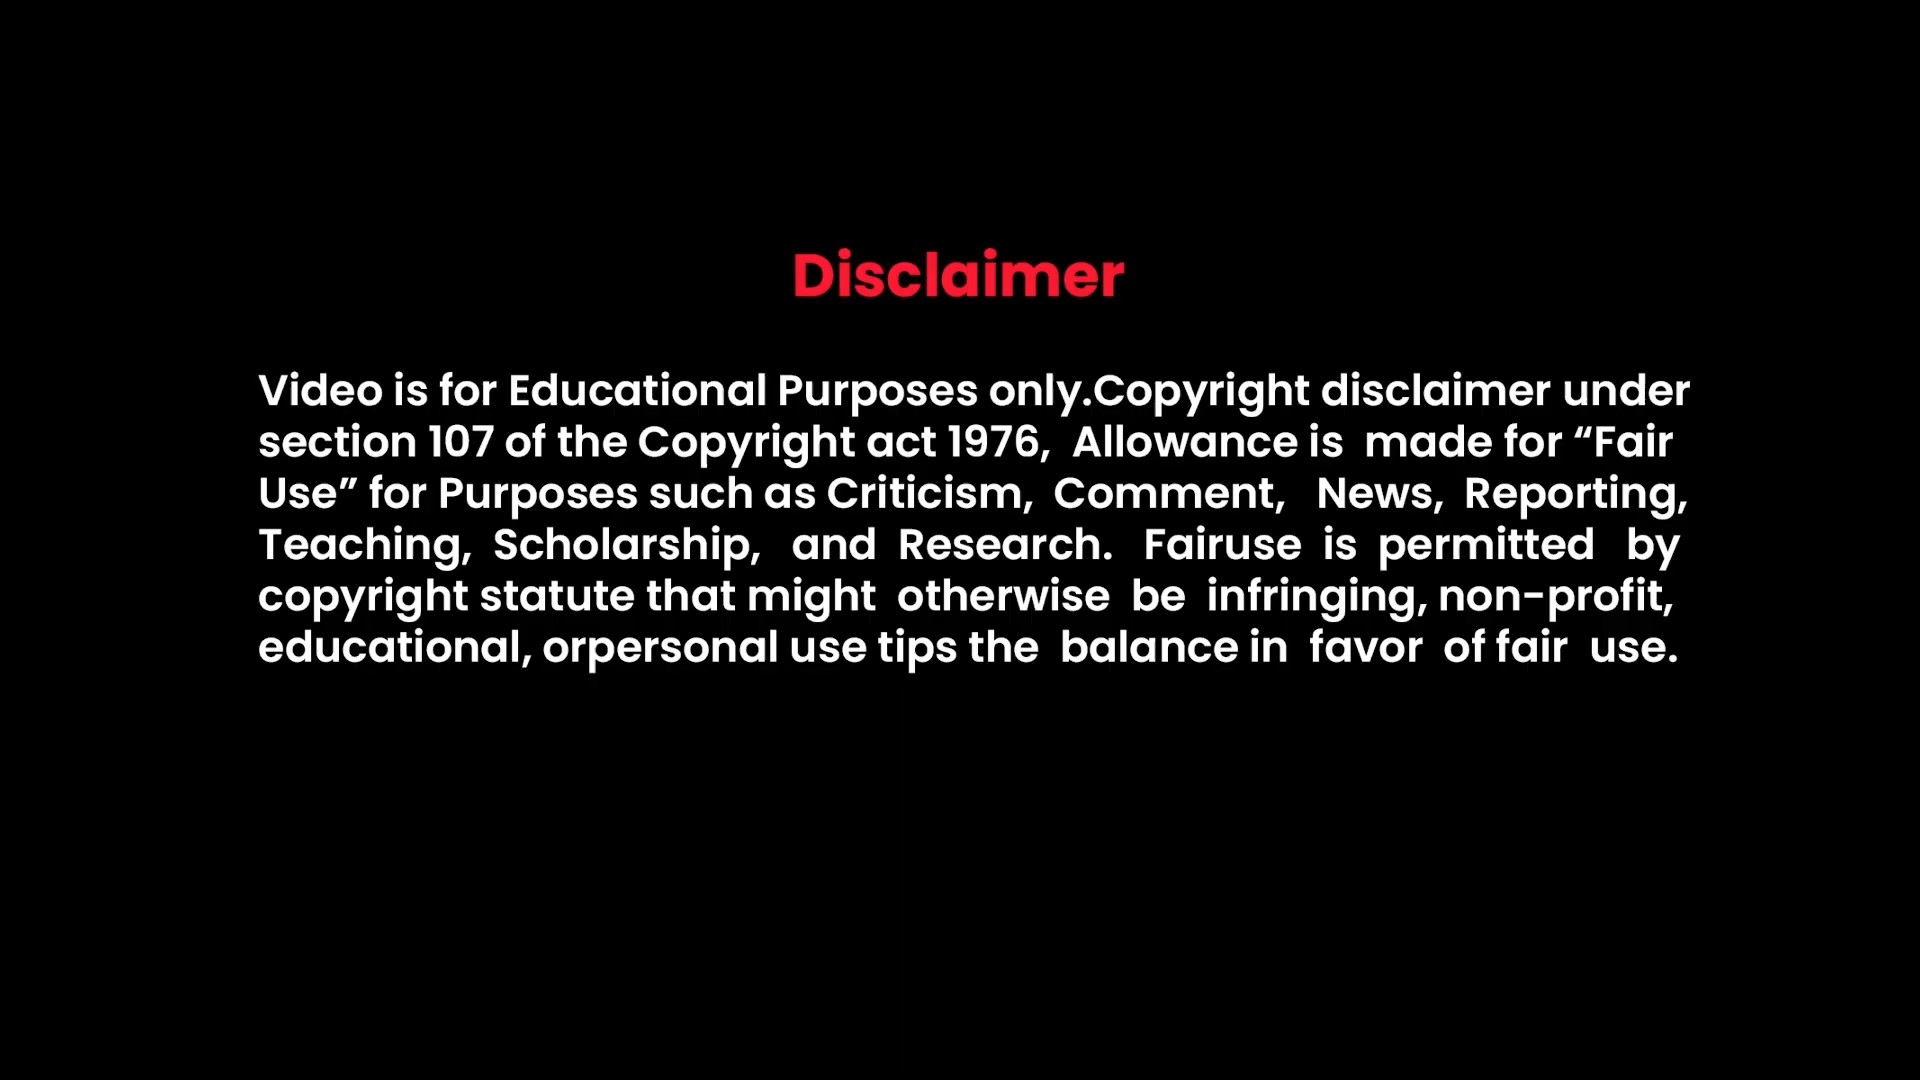 Disclaimer
Video is for Educational Purposes only.Copyright disclaimer under
section 107 of the Copyright act 1976, Allowance is made for “Fair
Use” for Purposes such as Criticism, Comment, News, Reporting,
Teaching, Scholarship, and Research. Fairuse is permitted by
copyright statute that might otherwise be infringing, non-profit,
educational, orpersonal use tips the balance in favor of fair use.